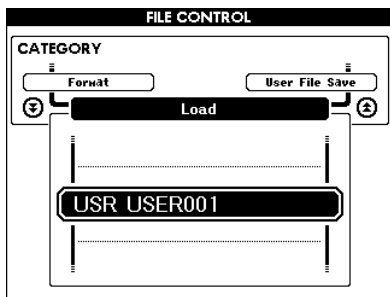 FILE CONTROL
CATEGORY
Format User File Save
Load
USR USER001